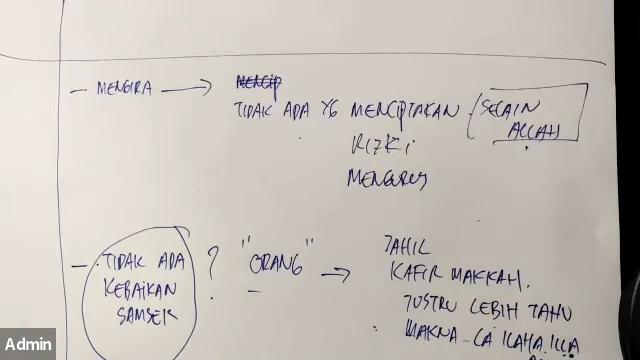 - MENGIRA → MENCIP
TIDAK ADA YG MENCIPTAKAN SELAIN
ALLAH
RIZKI
MENGURUS
- TIDAK ADA ? "ORANG" → JAHIL
KEBAIKAN KAFIR MAKKAH.
SAMSEK JUSTRU LEBIH TAHU
MAKNA LA ILAHA ILLA
Admin